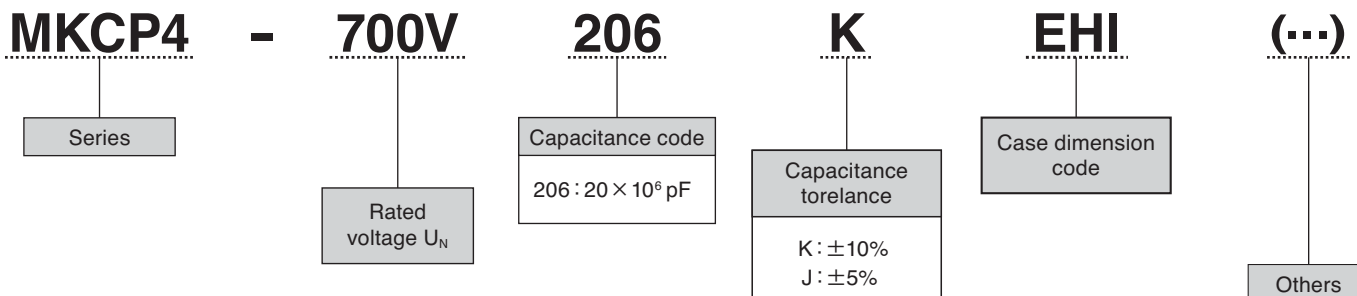 MKCP4 - 700V 206 K EHI (···)
Series
Capacitance code
206 : 20 × 10⁶ pF
Rated
voltage U_N
Capacitance
torelance
K : ±10%
J : ±5%
Case dimension
code
Others